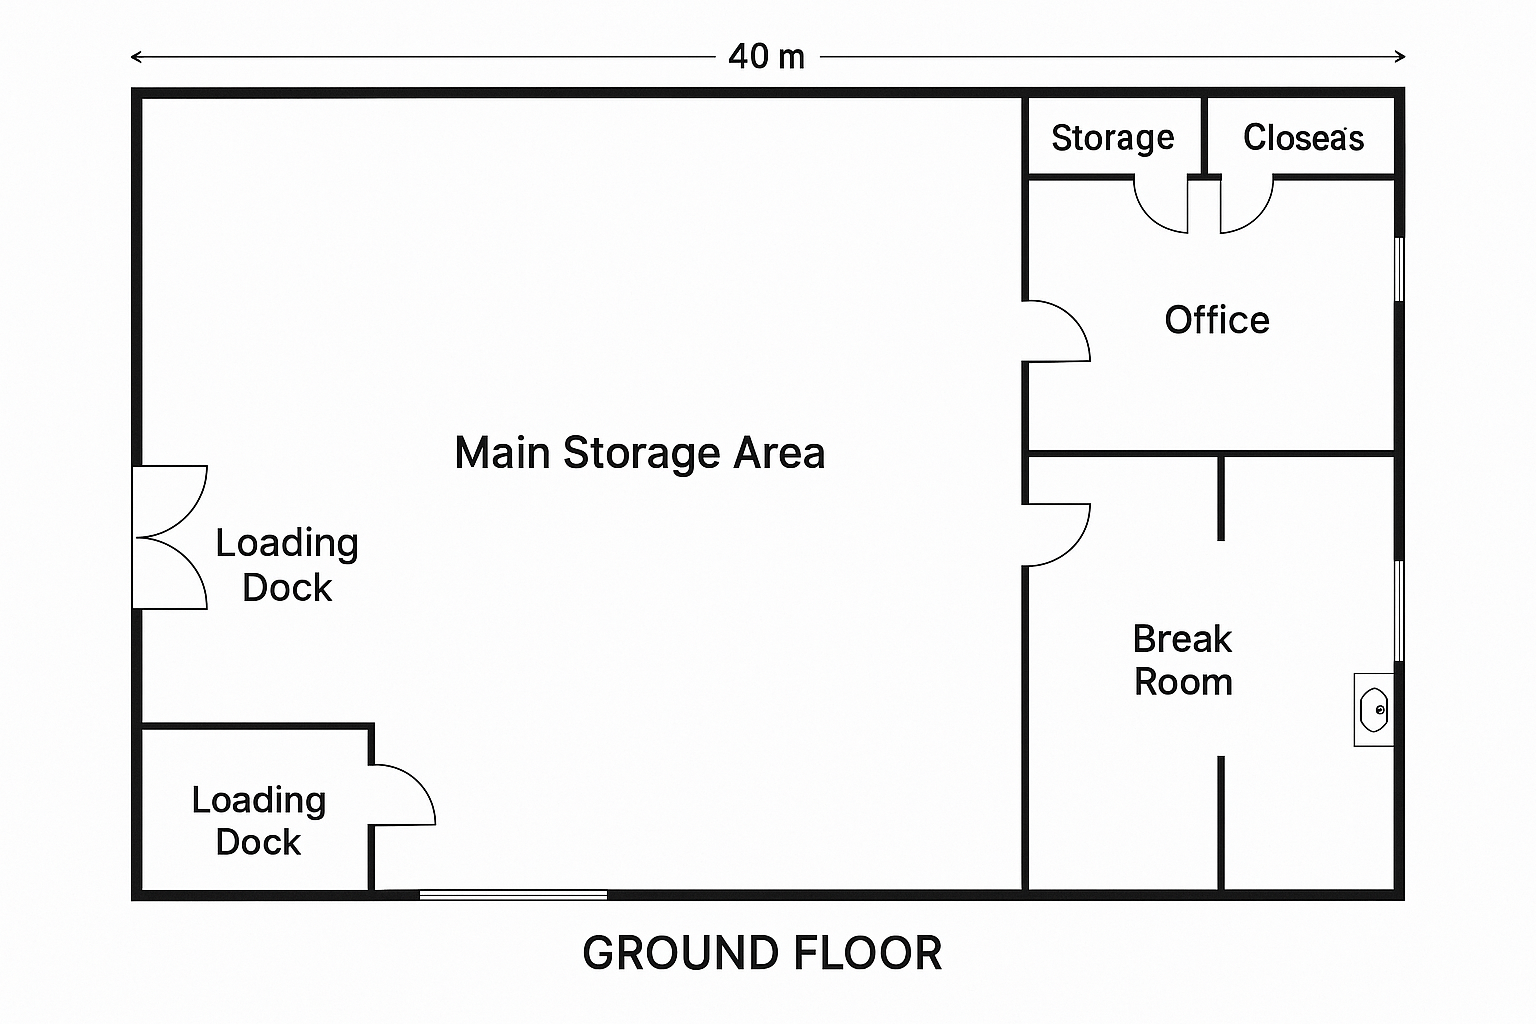 40 m
Storage
Closeas
Office
Main Storage Area
Loading
Dock
Break
Room
Loading
Dock
GROUND FLOOR